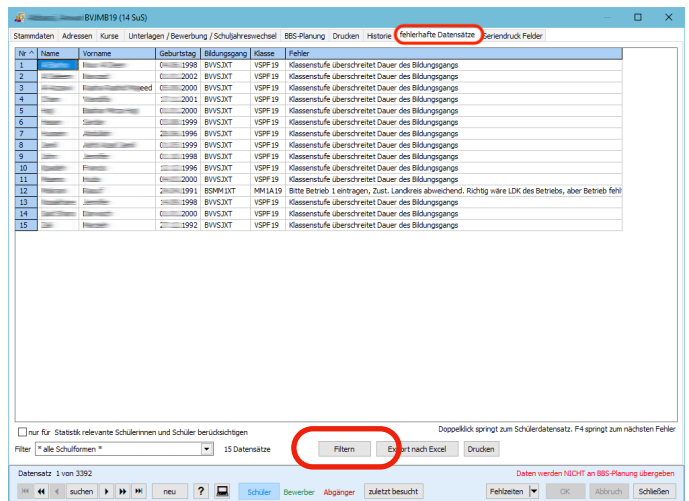 BVJMB19 (14 SuS)
Stammdaten Adressen Kurse Unterlagen / Bewerbung / Schuljahreswechsel BBS-Planung Drucken Historie fehlerhafte Datensätze Seriendruck Felder
Nr ^ Name Vorname Geburtstag Bildungsgang Klasse Fehler
1 1998 BVVSJXT VSPF19 Klassenstufe überschreitet Dauer des Bildungsgangs
2 2002 BVVSJXT VSPF19 Klassenstufe überschreitet Dauer des Bildungsgangs
3 2000 BVVSJXT VSPF19 Klassenstufe überschreitet Dauer des Bildungsgangs
4 2001 BVVSJXT VSPF19 Klassenstufe überschreitet Dauer des Bildungsgangs
5 2000 BVVSJXT VSPF19 Klassenstufe überschreitet Dauer des Bildungsgangs
6 1999 BVVSJXT VSPF19 Klassenstufe überschreitet Dauer des Bildungsgangs
7 1996 BVVSJXT VSPF19 Klassenstufe überschreitet Dauer des Bildungsgangs
8 1999 BVVSJXT VSPF19 Klassenstufe überschreitet Dauer des Bildungsgangs
9 1998 BVVSJXT VSPF19 Klassenstufe überschreitet Dauer des Bildungsgangs
10 1996 BVVSJXT VSPF19 Klassenstufe überschreitet Dauer des Bildungsgangs
11 2000 BVVSJXT VSPF19 Klassenstufe überschreitet Dauer des Bildungsgangs
12 1991 BSMM1XT MM1A19 Bitte Betrieb 1 eintragen, Zust. Landkreis abweichend. Richtig wäre LDK des Betriebs, aber Betrieb fehlt
13 1998 BVVSJXT VSPF19 Klassenstufe überschreitet Dauer des Bildungsgangs
14 2000 BVVSJXT VSPF19 Klassenstufe überschreitet Dauer des Bildungsgangs
15 1992 BVVSJXT VSPF19 Klassenstufe überschreitet Dauer des Bildungsgangs
nur für Statistik relevante Schülerinnen und Schüler berücksichtigen Doppelklick springt zum Schülerdatensatz. F4 springt zum nächsten Fehler
Filter * alle Schulformen * 15 Datensätze Filtern Export nach Excel Drucken
Datensatz 1 von 3392 Daten werden NICHT an BBS-Planung übergeben
suchen neu ? Schüler Bewerber Abgänger zuletzt besucht Fehlzeiten OK Abbruch Schließen